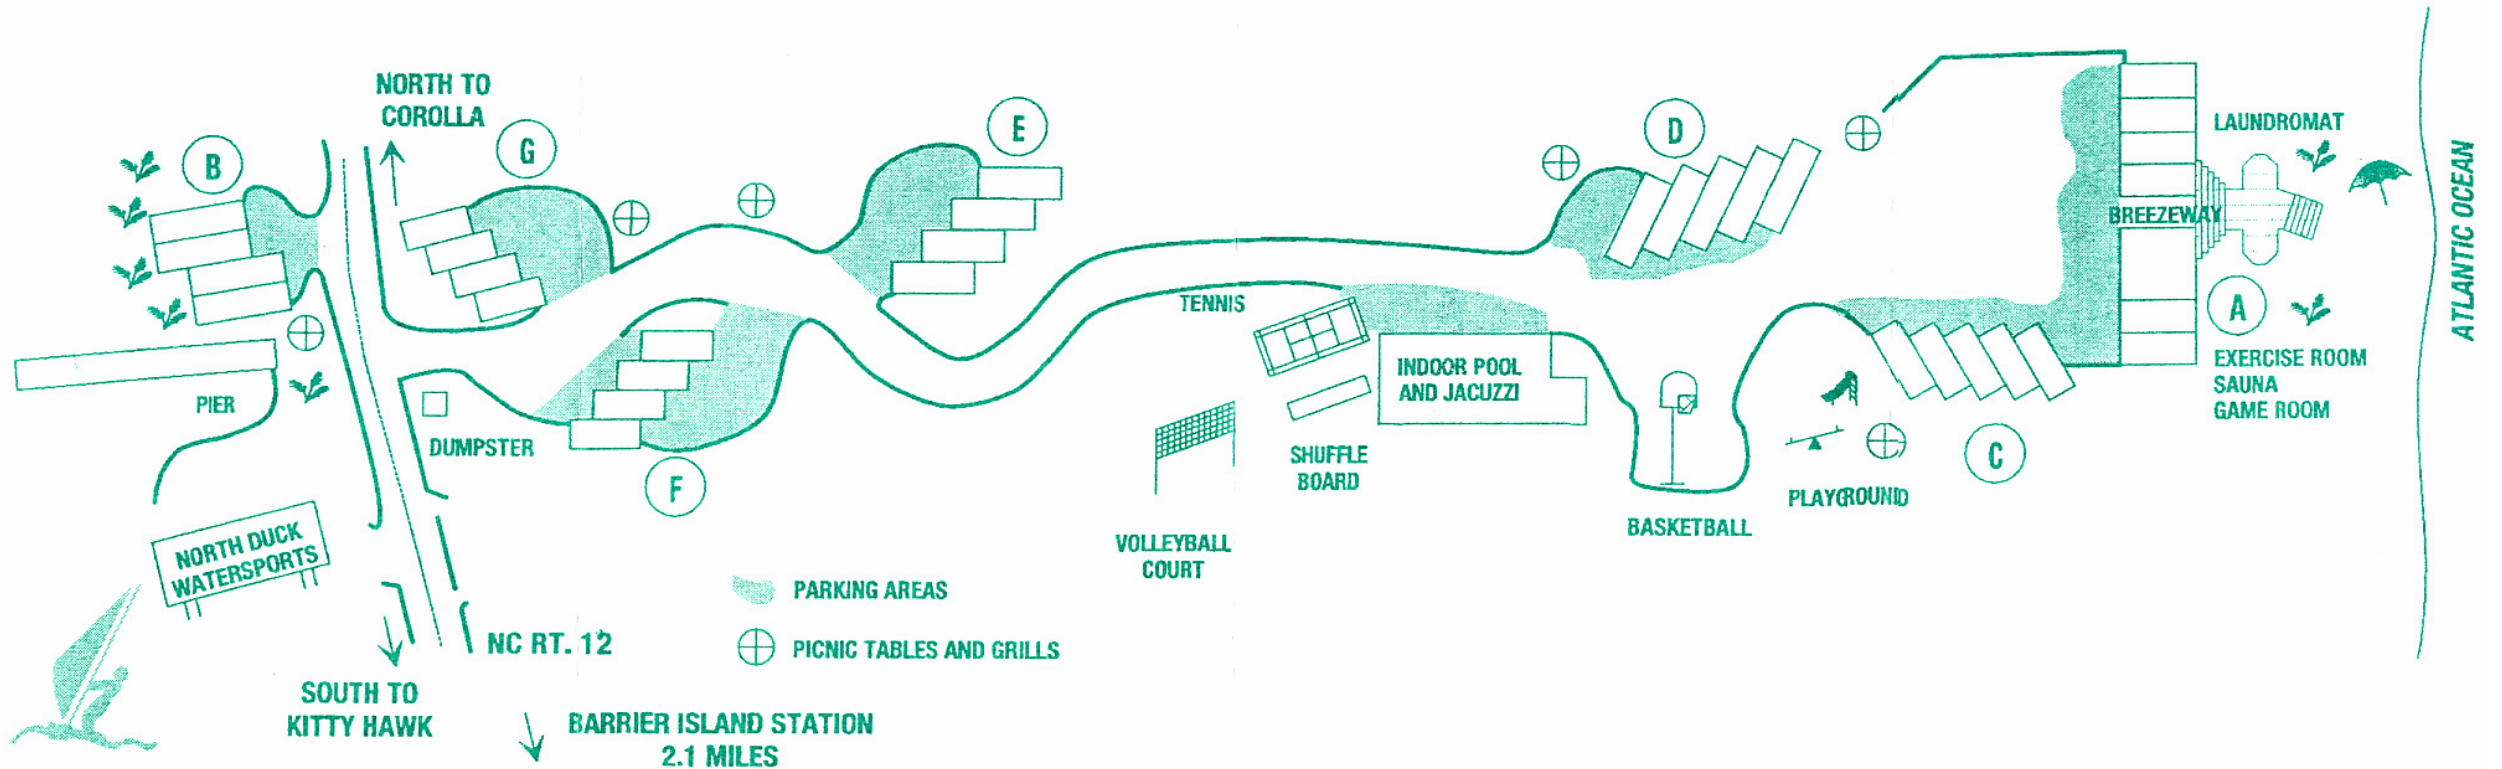 NORTH TO
COROLLA
B
G
E
D
LAUNDROMAT
BREEZEWAY
ATLANTIC OCEAN
A
EXERCISE ROOM
SAUNA
GAME ROOM
TENNIS
INDOOR POOL
AND JACUZZI
PIER
DUMPSTER
F
SHUFFLE
BOARD
C
PLAYGROUND
BASKETBALL
VOLLEYBALL
COURT
NORTH DUCK
WATERSPORTS
PARKING AREAS
PICNIC TABLES AND GRILLS
NC RT. 12
SOUTH TO
KITTY HAWK
BARRIER ISLAND STATION
2.1 MILES